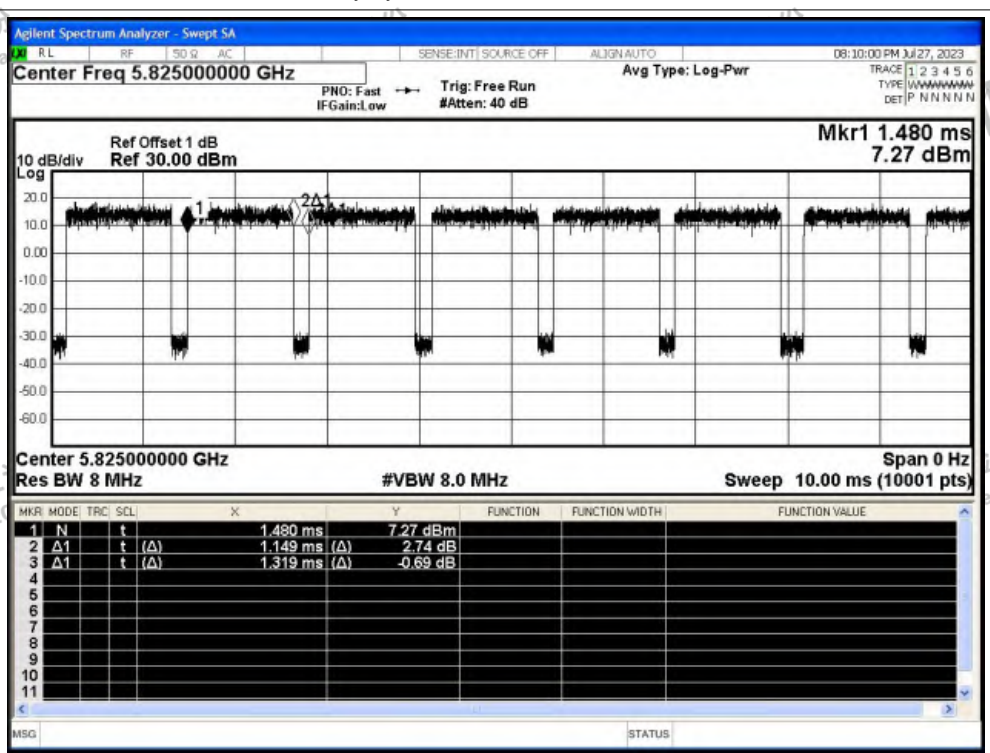 Agilent Spectrum Analyzer - Swept SA
LXI RL RF 50 Ω AC SENSE:INT SOURCE OFF ALIGN AUTO 08:10:00 PM Jul 27, 2023
Center Freq 5.825000000 GHz
PNO: Fast
IFGain:Low
Trig: Free Run
#Atten: 40 dB
Avg Type: Log-Pwr
TRACE 1 2 3 4 5 6
TYPE WWWWWW
DET P N N N N N
Mkr1 1.480 ms
7.27 dBm
Ref Offset 1 dB
10 dB/div Ref 30.00 dBm
Log
20.0
10.0
0.00
-10.0
-20.0
-30.0
-40.0
-50.0
-60.0
1
2Δ1
Center 5.825000000 GHz Span 0 Hz
Res BW 8 MHz #VBW 8.0 MHz Sweep 10.00 ms (10001 pts)
MKR MODE TRC SCL X Y FUNCTION FUNCTION WIDTH FUNCTION VALUE
1 N t 1.480 ms 7.27 dBm
2 Δ1 t (Δ) 1.149 ms (Δ) 2.74 dB
3 Δ1 t (Δ) 1.319 ms (Δ) -0.69 dB
4
5
6
7
8
9
10
11
MSG STATUS